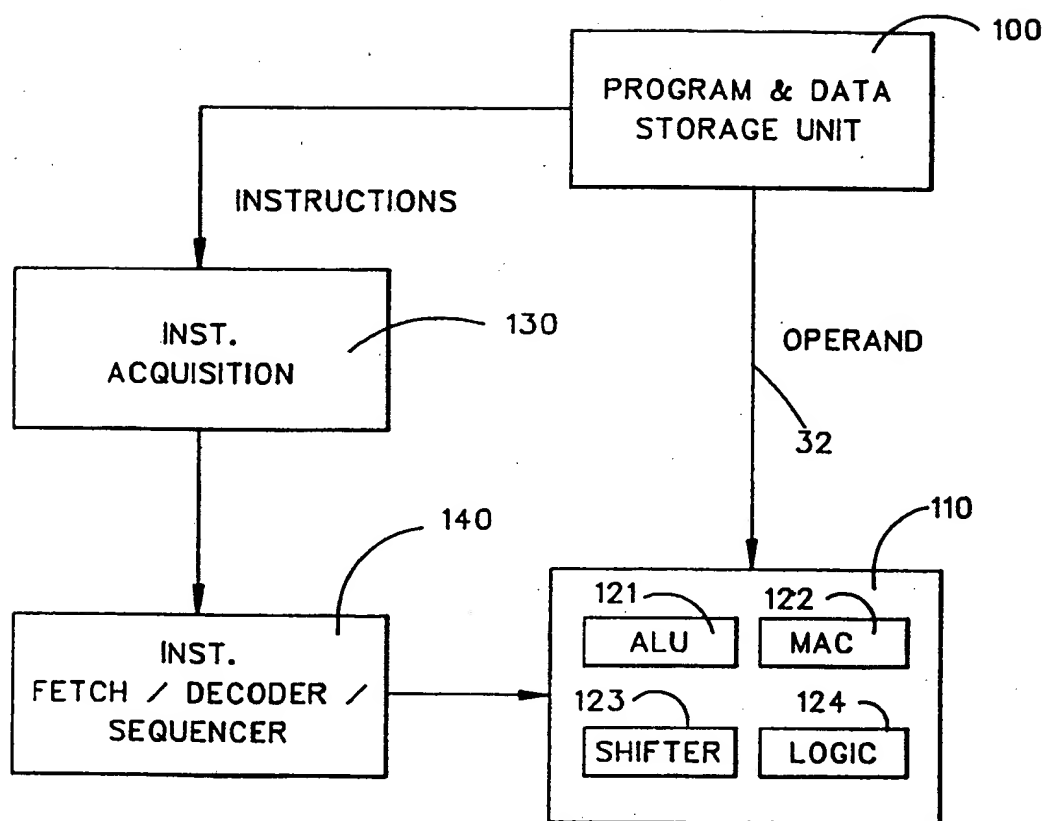 100
PROGRAM & DATA
STORAGE UNIT
INSTRUCTIONS
INST.
ACQUISITION
130
OPERAND
32
140
110
INST.
FETCH / DECODER /
SEQUENCER
121
122
ALU
MAC
123
124
SHIFTER
LOGIC